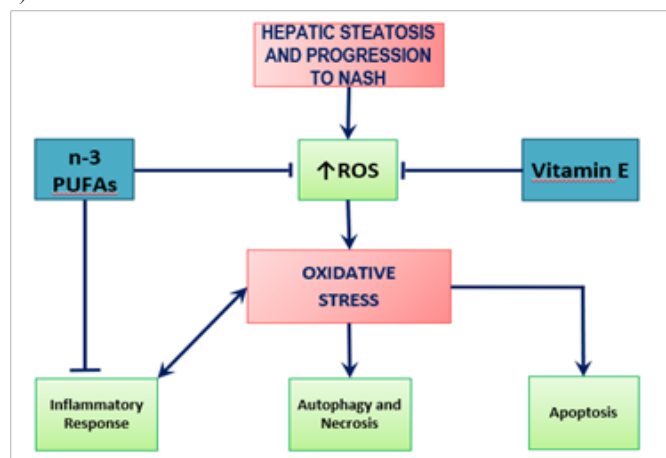 HEPATIC STEATOSIS
AND PROGRESSION
TO NASH
n-3
PUFAs
↑ROS
Vitamin E
OXIDATIVE
STRESS
Inflammatory
Response
Autophagy and
Necrosis
Apoptosis